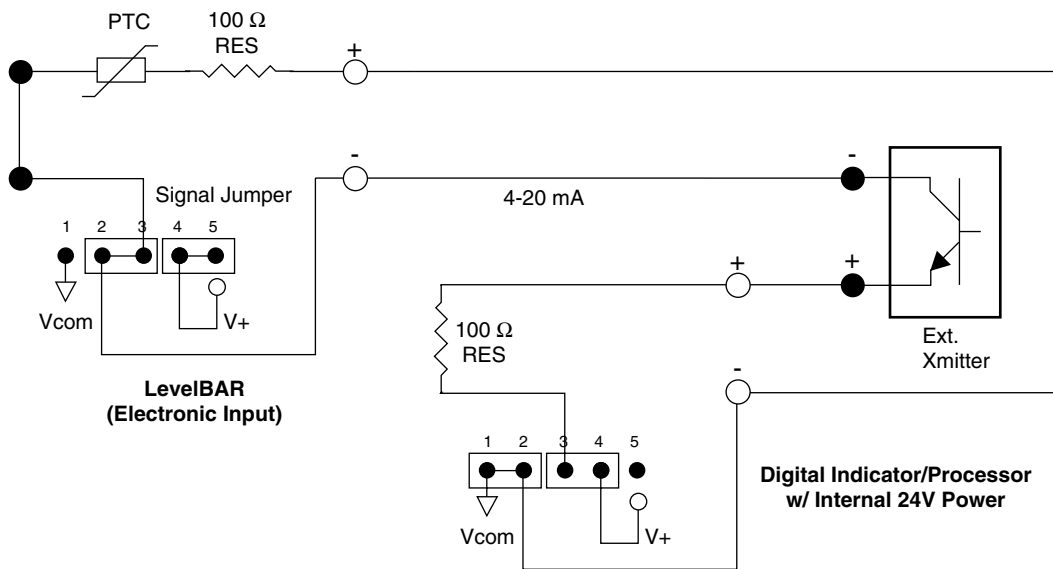 PTC
100 Ω
RES
+
-
-
4-20 mA
Signal Jumper
1 2 3 4 5
Vcom
V+
LevelBAR
(Electronic Input)
+
+
100 Ω
RES
Ext.
Xmitter
-
1 2 3 4 5
Vcom
V+
Digital Indicator/Processor
w/ Internal 24V Power